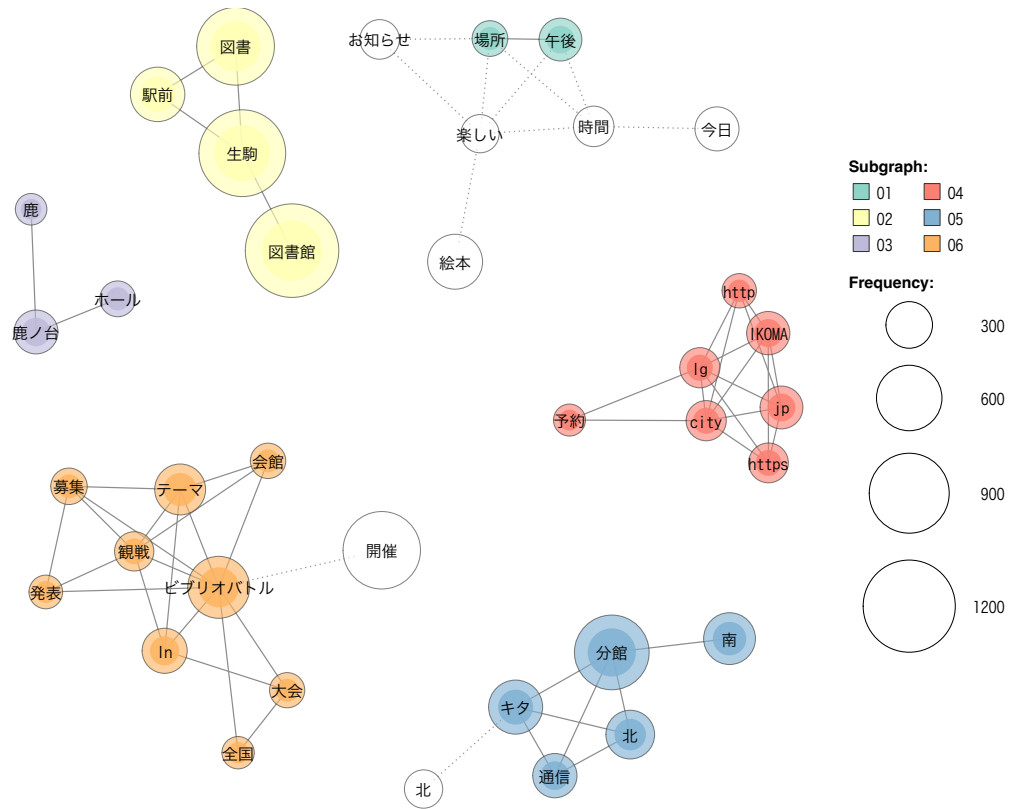 図書
駅前
生駒
図書館
お知らせ
場所
午後
楽しい
時間
今日
絵本
鹿
ホール
鹿ノ台
http
IKOMA
lg
jp
予約
city
https
会館
募集
テーマ
観戦
開催
発表
ビブリオバトル
In
大会
全国
分館
南
キタ
北
通信
北
Subgraph:
01 04
02 05
03 06
Frequency:
300
600
900
1200